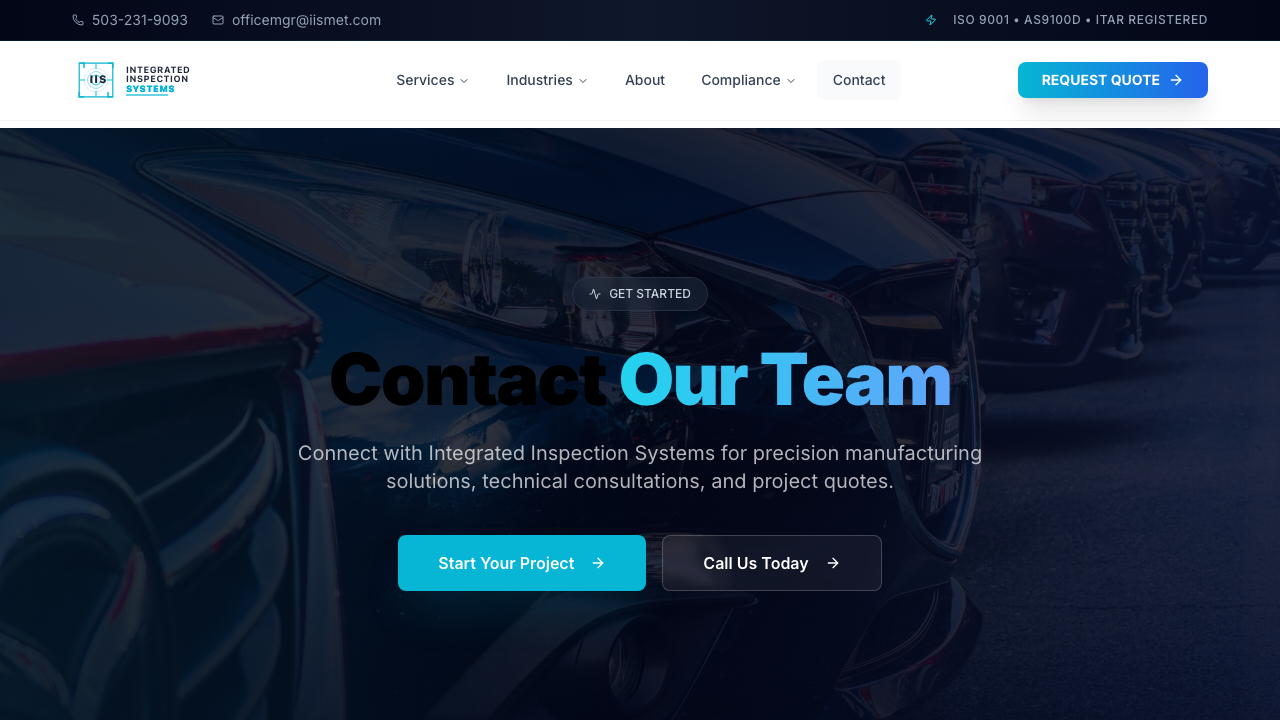 503-231-9093
officemgr@iismet.com
ISO 9001 • AS9100D • ITAR REGISTERED
IIS
INTEGRATED
INSPECTION
SYSTEMS
Services
Industries
About
Compliance
Contact
REQUEST QUOTE
GET STARTED
Contact Our Team
Connect with Integrated Inspection Systems for precision manufacturing
solutions, technical consultations, and project quotes.
Start Your Project
Call Us Today